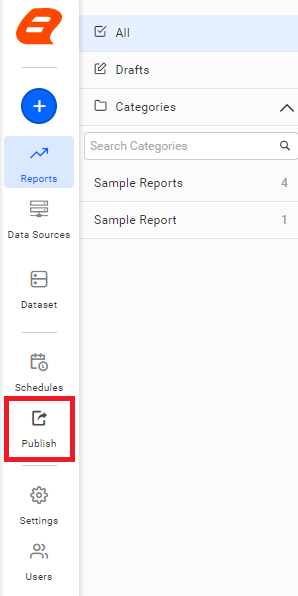 All
Drafts
Categories
Search Categories
Sample Reports 4
Sample Report 1
Reports
Data Sources
Dataset
Schedules
Publish
Settings
Users